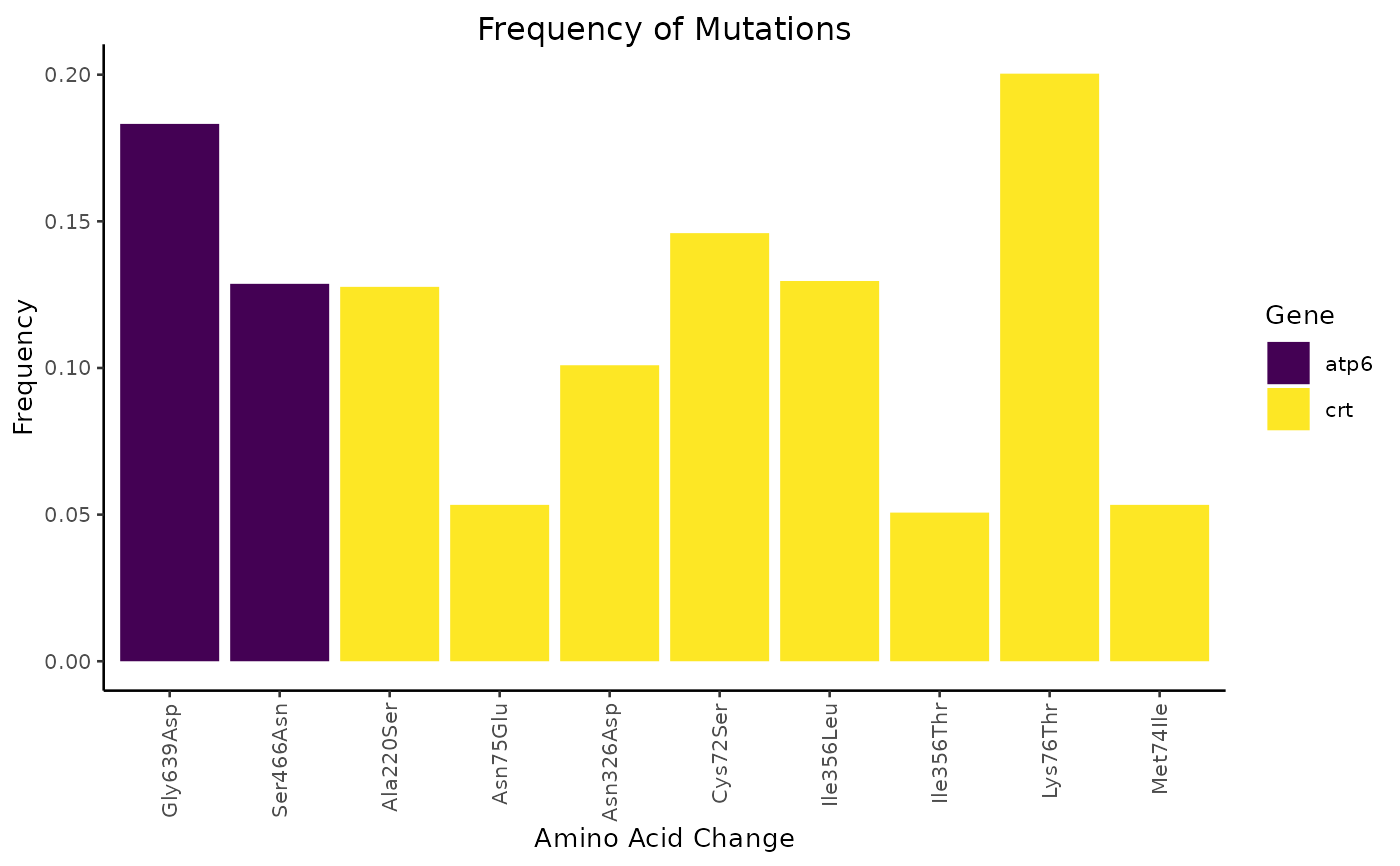 Frequency of Mutations
Frequency
0.20
0.15
0.10
0.05
0.00
Gly639Asp
Ser466Asn
Ala220Ser
Asn75Glu
Asn326Asp
Cys72Ser
Ile356Leu
Ile356Thr
Lys76Thr
Met74Ile
Amino Acid Change
Gene
atp6
crt